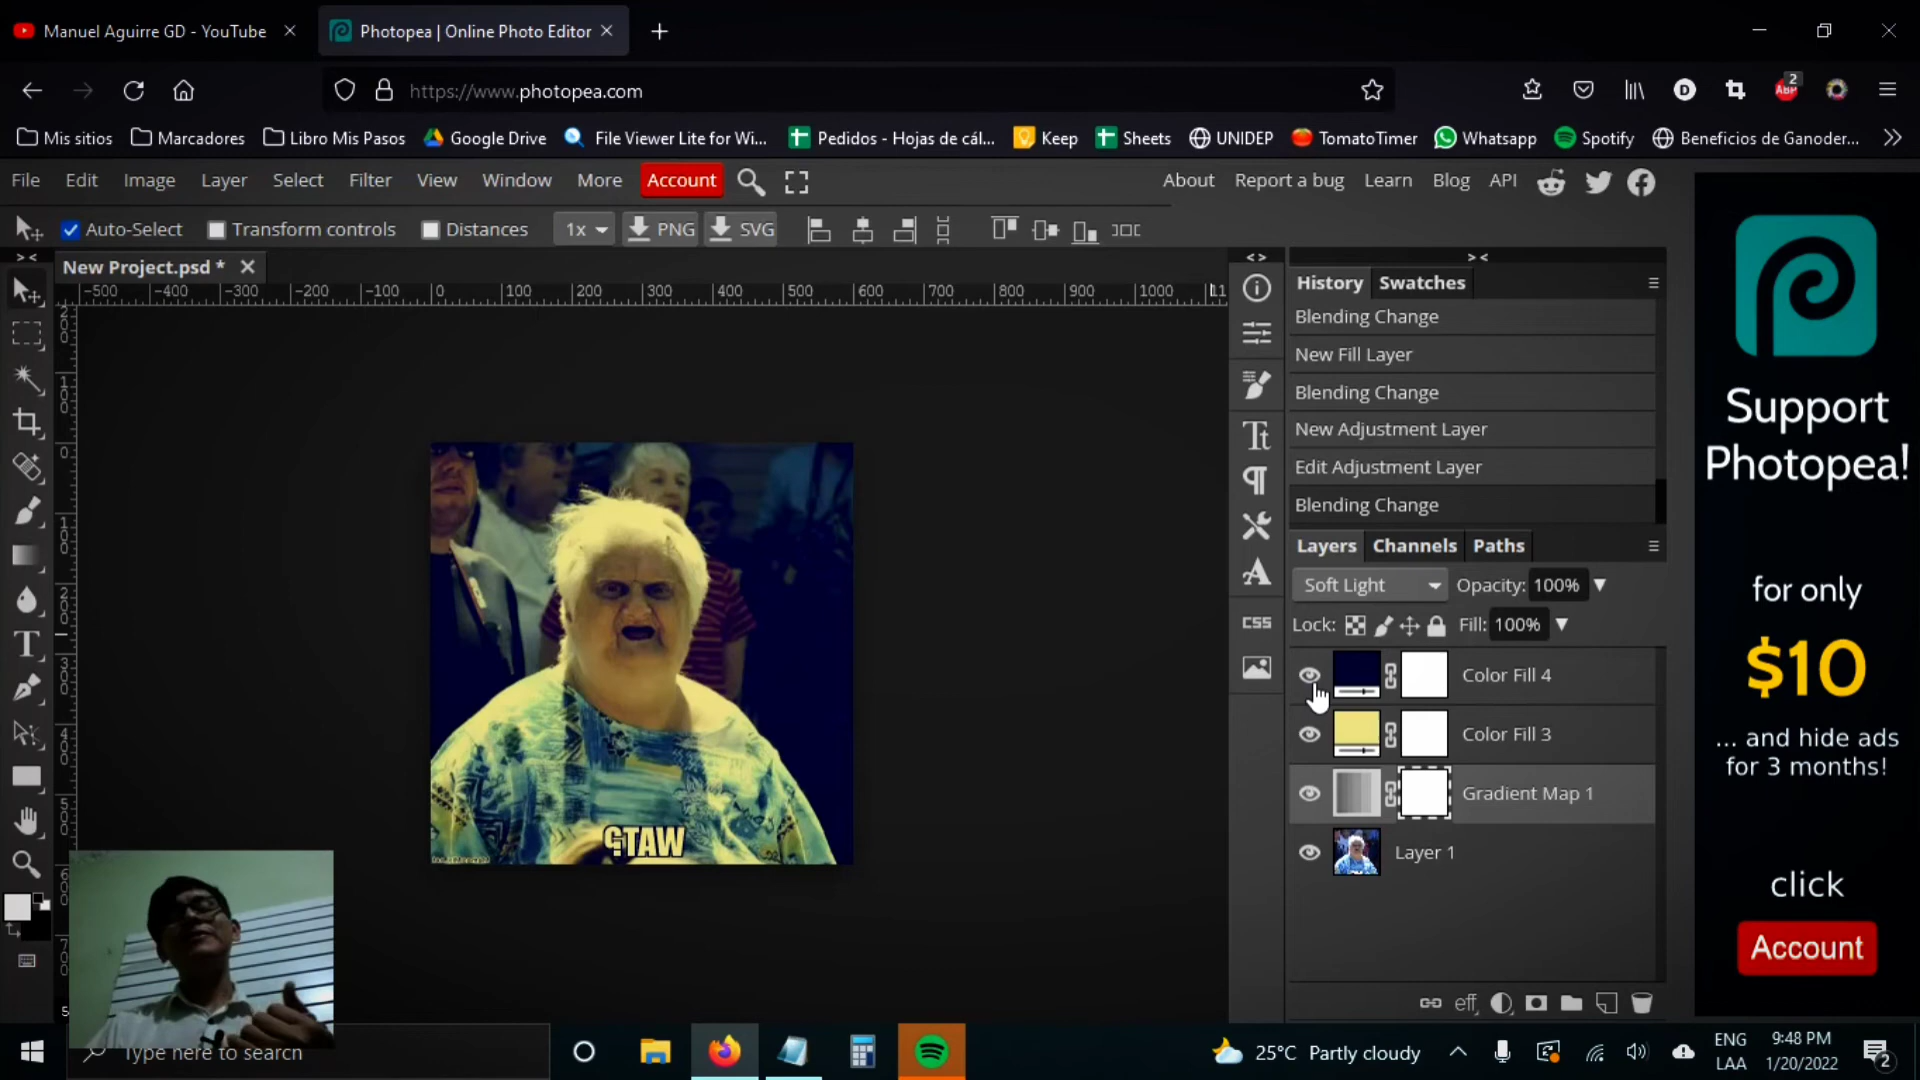 Manuel Aguirre GD - YouTube
Photopea | Online Photo Editor
https://www.photopea.com
2
ABP
Mis sitios
Marcadores
Libro Mis Pasos
Google Drive
File Viewer Lite for Wi...
Pedidos - Hojas de cál...
Keep
Sheets
UNIDEP
TomatoTimer
Whatsapp
Spotify
Beneficios de Ganoder...
File Edit Image Layer Select Filter View Window More Account
About Report a bug Learn Blog API
Auto-Select Transform controls Distances 1x PNG SVG
New Project.psd *
-500 -400 -300 -200 -100 0 100 200 300 400 500 600 700 800 900 1000 11
History Swatches
Blending Change
New Fill Layer
Blending Change
New Adjustment Layer
Edit Adjustment Layer
Blending Change
Layers Channels Paths
Soft Light Opacity: 100%
Lock: Fill: 100%
CSS
Color Fill 4
Color Fill 3
Gradient Map 1
Layer 1
eff
Support
Photopea!
for only
$10
... and hide ads
for 3 months!
click
Account
Type here to search
25°C Partly cloudy
ENG
LAA
9:48 PM
1/20/2022
2